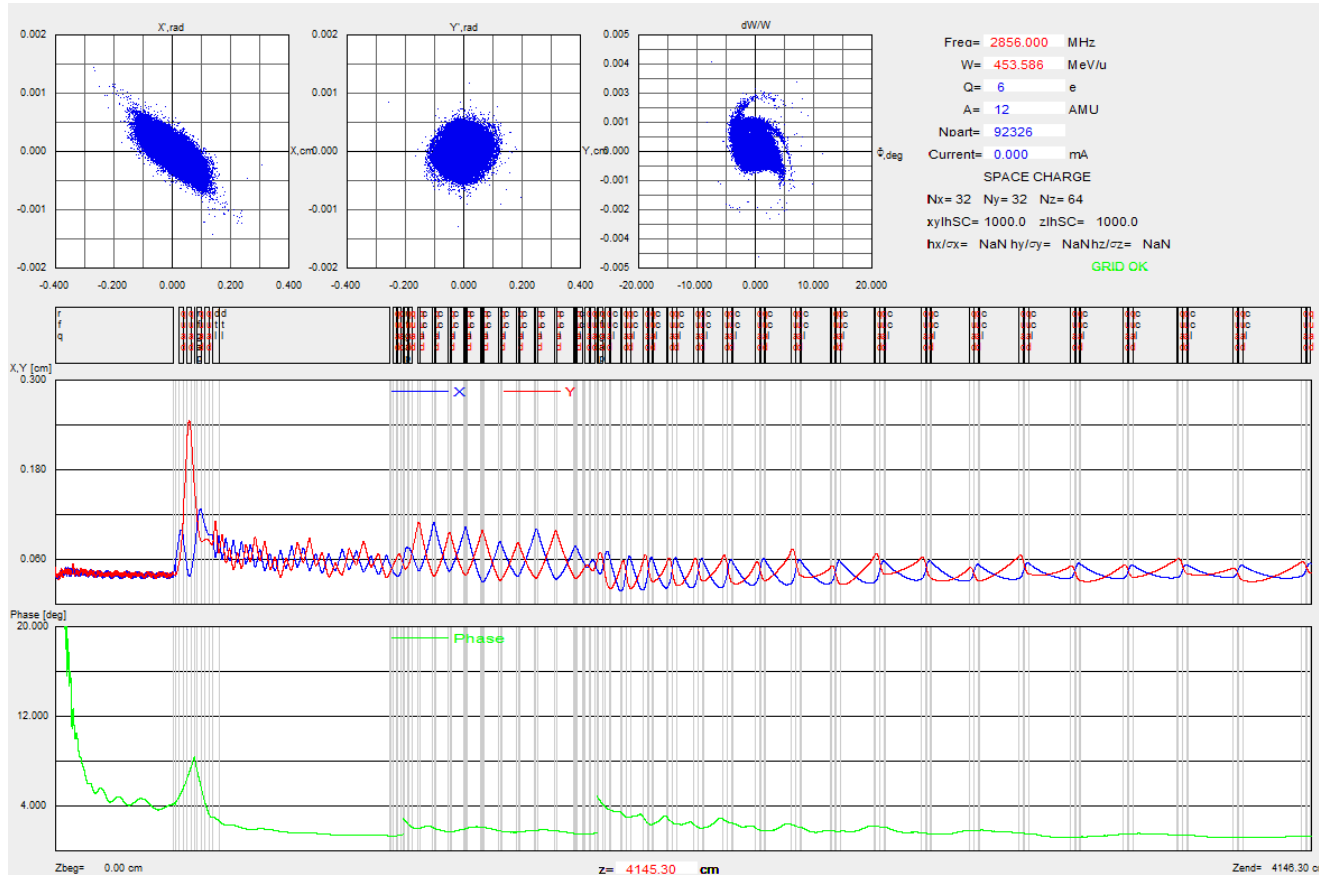 X',rad
Y',rad
dW/W
0.002
0.001
0.000
-0.001
-0.002
X,cm
-0.400 -0.200 0.000 0.200 0.400
0.002
0.001
0.000
-0.001
-0.002
Y,cm
-0.400 -0.200 0.000 0.200 0.400
0.005
0.004
0.003
0.001
0.000
-0.001
-0.003
-0.004
-0.005
Φ,deg
-20.000 -10.000 0.000 10.000 20.000
Freq= 2856.000 MHz
W= 453.586 MeV/u
Q= 6 e
A= 12 AMU
Npart= 92326
Current= 0.000 mA
SPACE CHARGE
Nx= 32 Ny= 32 Nz= 64
xylhSC= 1000.0 zlhSC= 1000.0
hx/σx= NaN hy/σy= NaN hz/σz= NaN
GRID OK
rfq
dtl
X,Y [cm]
0.300
0.180
0.060
X
Y
Phase [deg]
20.000
12.000
4.000
Phase
Zbeg= 0.00 cm
z= 4145.30 cm
Zend= 4146.30